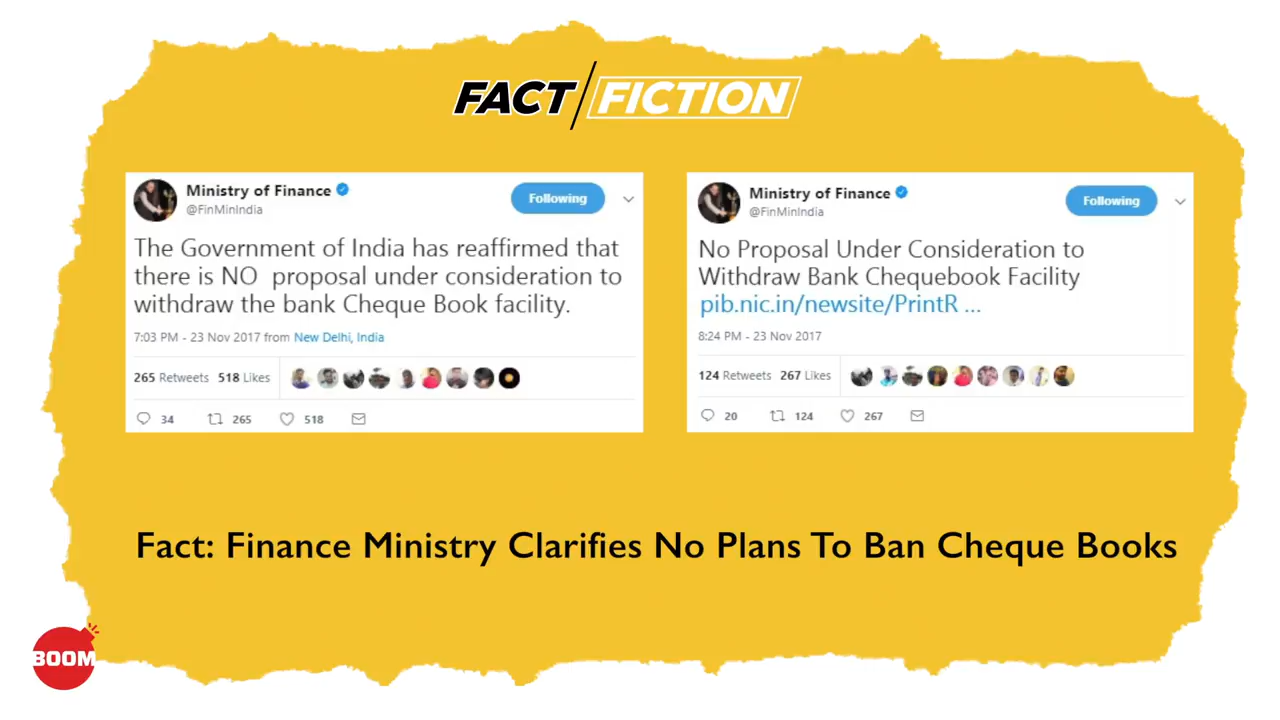 FACT/FICTION
Ministry of Finance
@FinMinIndia
Following
The Government of India has reaffirmed that
there is NO proposal under consideration to
withdraw the bank Cheque Book facility.
7:03 PM - 23 Nov 2017 from New Delhi, India
265 Retweets 518 Likes
34 265 518
Ministry of Finance
@FinMinIndia
Following
No Proposal Under Consideration to
Withdraw Bank Chequebook Facility
pib.nic.in/newsite/PrintR ...
8:24 PM - 23 Nov 2017
124 Retweets 267 Likes
20 124 267
Fact: Finance Ministry Clarifies No Plans To Ban Cheque Books
BOOM